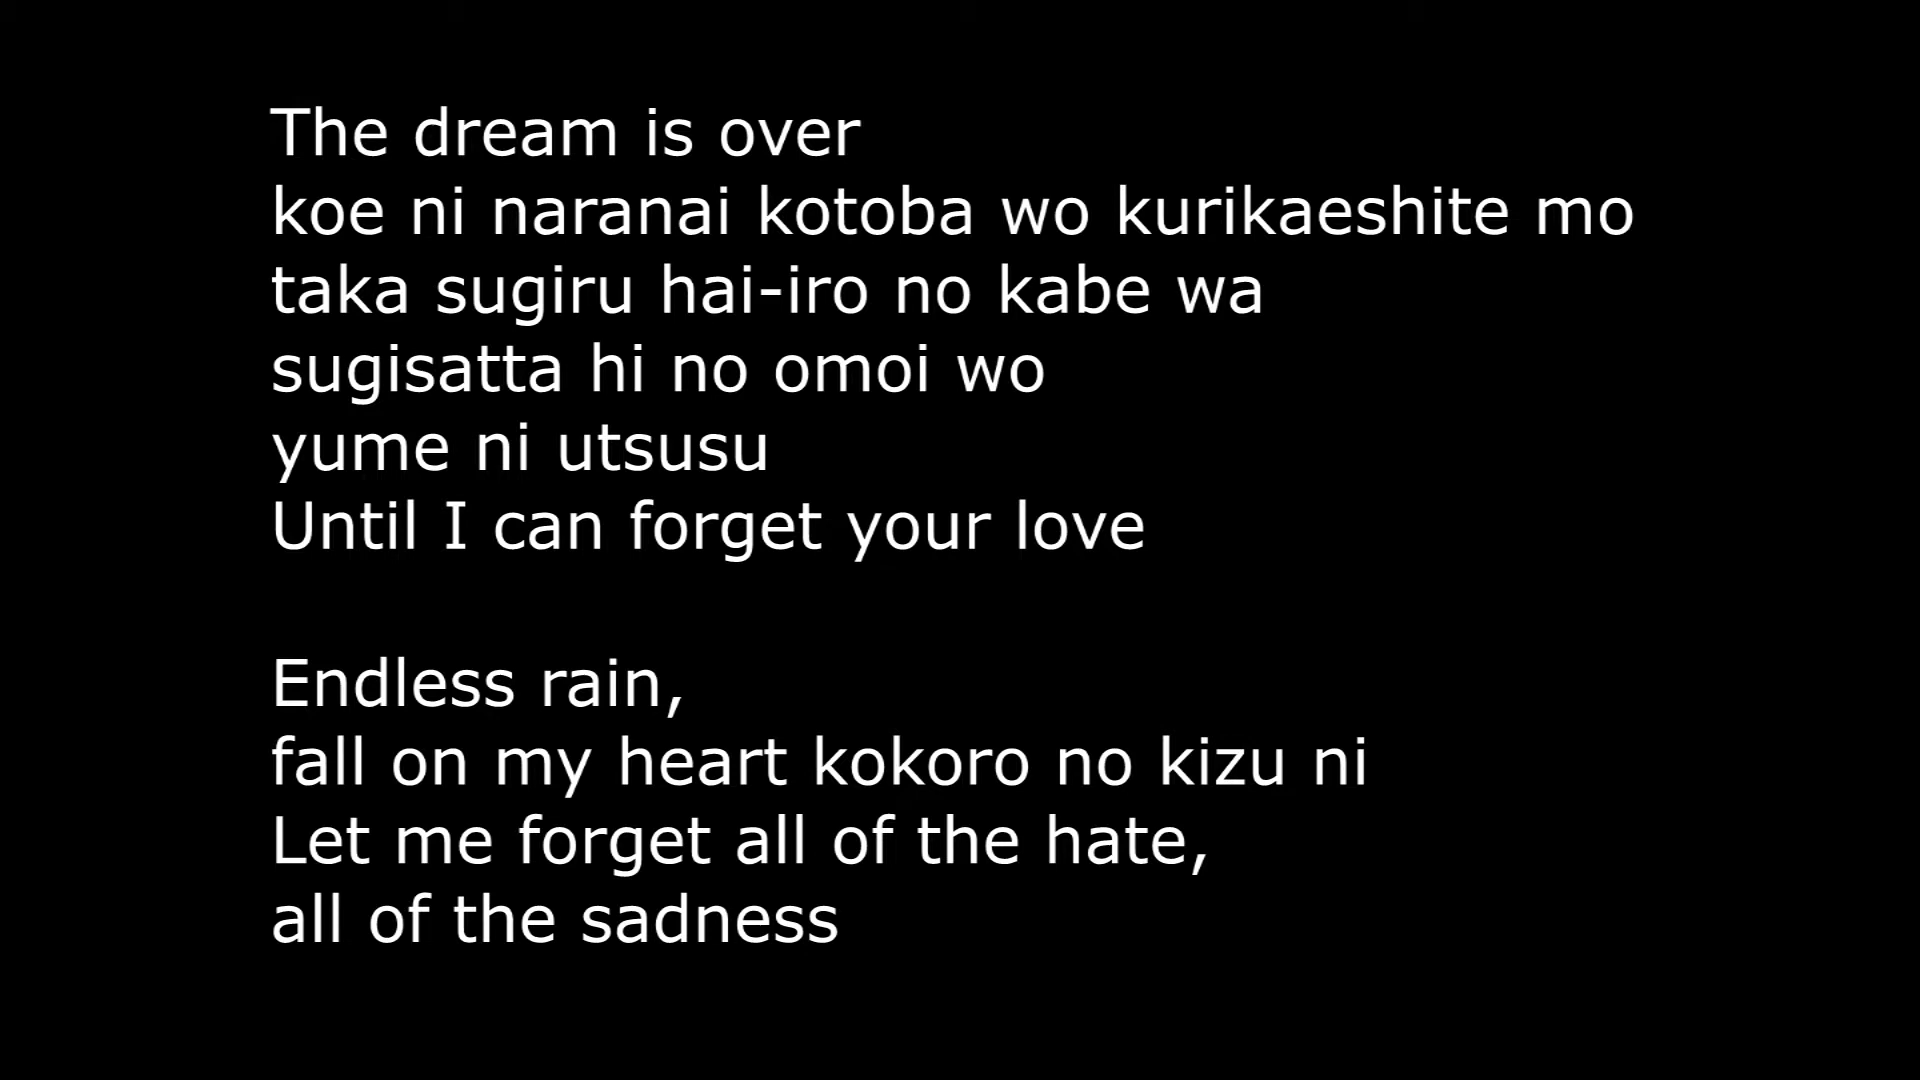 The dream is over
koe ni naranai kotoba wo kurikaeshite mo
taka sugiru hai-iro no kabe wa
sugisatta hi no omoi wo
yume ni utsusu
Until I can forget your love
Endless rain,
fall on my heart kokoro no kizu ni
Let me forget all of the hate,
all of the sadness